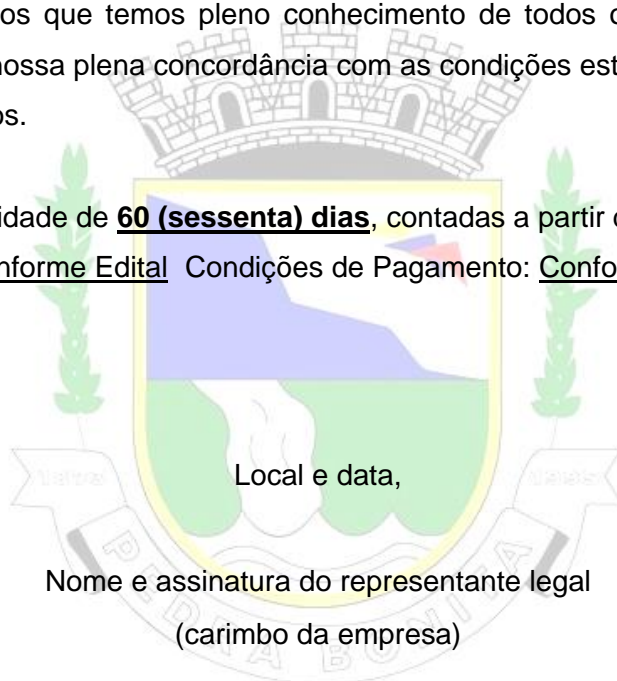 os que temos pleno conhecimento de todos
nossa plena concordância com as condições est
os.
idade de 60 (sessenta) dias, contadas a partir
nforme Edital Condições de Pagamento: Confo
Local e data,
Nome e assinatura do representante legal
(carimbo da empresa)
PEDRA BONITA